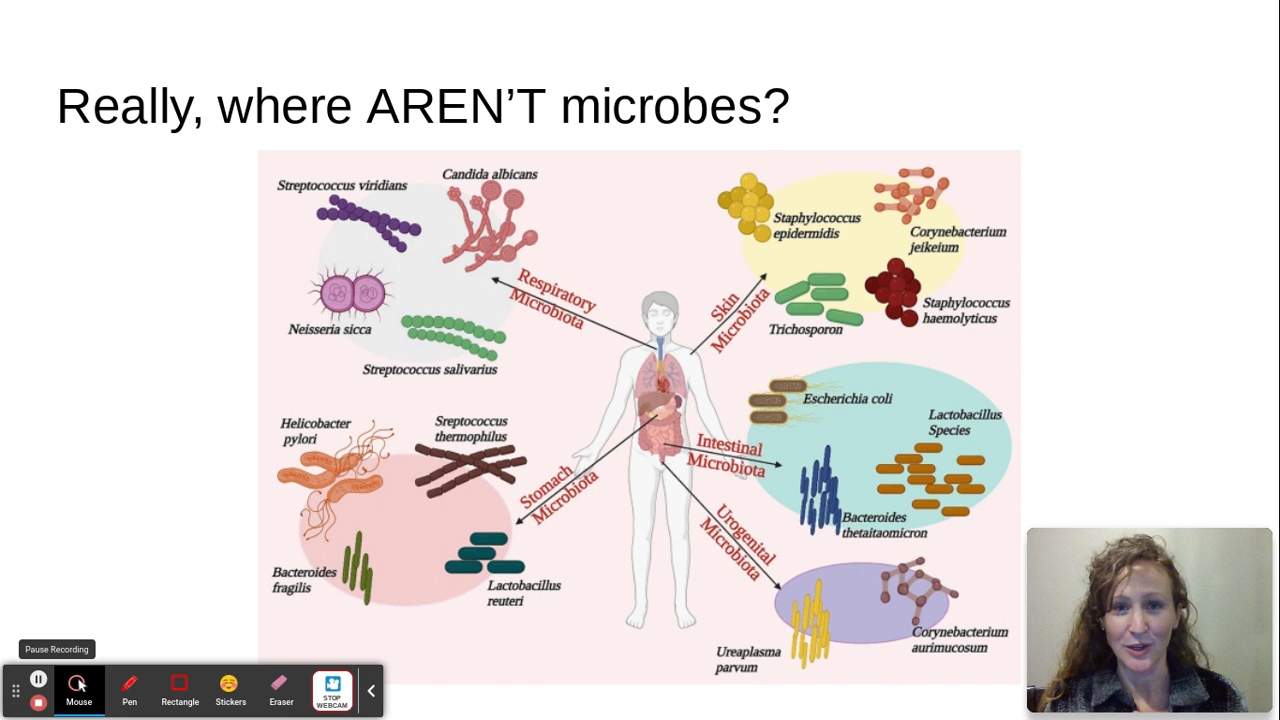 Really, where AREN’T microbes?
Streptococcus viridians
Candida albicans
Neisseria sicca
Streptococcus salivarius
Respiratory
Microbiota
Skin
Microbiota
Staphylococcus
epidermidis
Corynebacterium
jeikeium
Trichosporon
Staphylococcus
haemolyticus
Helicobacter
pylori
Sreptococcus
thermophilus
Bacteroides
fragilis
Lactobacillus
reuteri
Stomach
Microbiota
Intestinal
Microbiota
Escherichia coli
Lactobacillus
Species
Bacteroides
thetaitaomicron
Urogenital
Microbiota
Ureaplasma
parvum
Corynebacterium
aurimucosum
Pause Recording
Mouse
Pen
Rectangle
Stickers
Eraser
STOP
WEBCAM